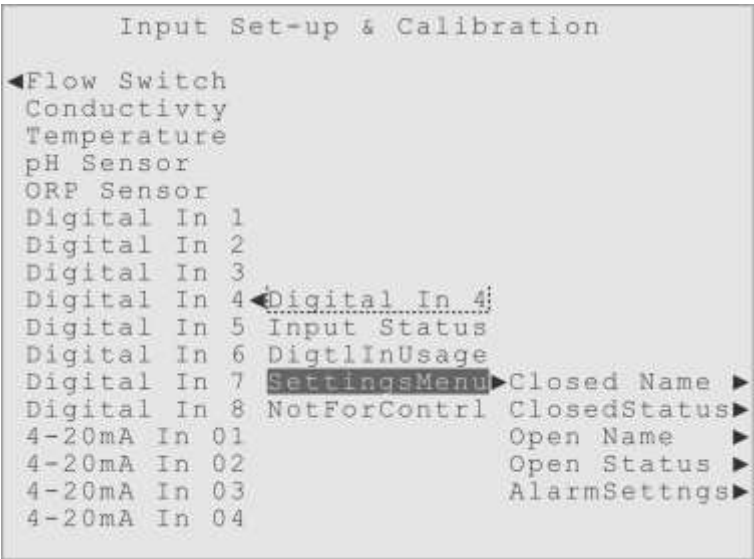 Input Set-up & Calibration
◀Flow Switch
Conductivty
Temperature
pH Sensor
ORP Sensor
Digital In 1
Digital In 2
Digital In 3
Digital In 4◀Digital In 4
Digital In 5 Input Status
Digital In 6 DigtlInUsage
Digital In 7 SettingsMenu▶Closed Name ▶
Digital In 8 NotForContrl ClosedStatus▶
4-20mA In 01 Open Name ▶
4-20mA In 02 Open Status ▶
4-20mA In 03 AlarmSettngs▶
4-20mA In 04